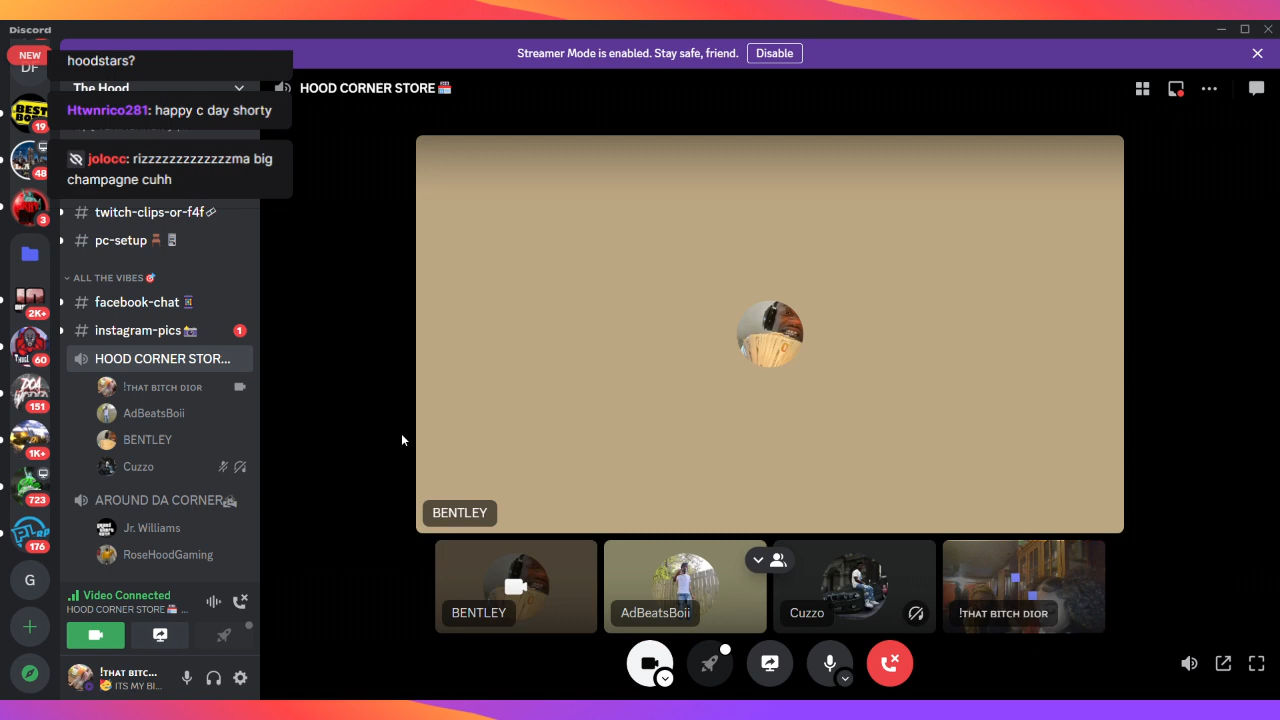 Discord
Streamer Mode is enabled. Stay safe, friend.
Disable
NEW
DF
hoodstars?
The Hood
HOOD CORNER STORE
Htwnrico281: happy c day shorty
jolocc: rizzzzzzzzzzzzzma big
champagne cuhh
BEST
19
48
3
twitch-clips-or-f4f
pc-setup
ALL THE VIBES
facebook-chat
instagram-pics
1
2K+
60
151
1K+
723
176
HOOD CORNER STOR...
!THAT BITCH DIOR
AdBeatsBoii
BENTLEY
Cuzzo
AROUND DA CORNER
Jr. Williams
RoseHoodGaming
G
BENTLEY
BENTLEY
AdBeatsBoii
Cuzzo
!THAT BITCH DIOR
Video Connected
HOOD CORNER STORE ...
!THAT BITC...
ITS MY BI...